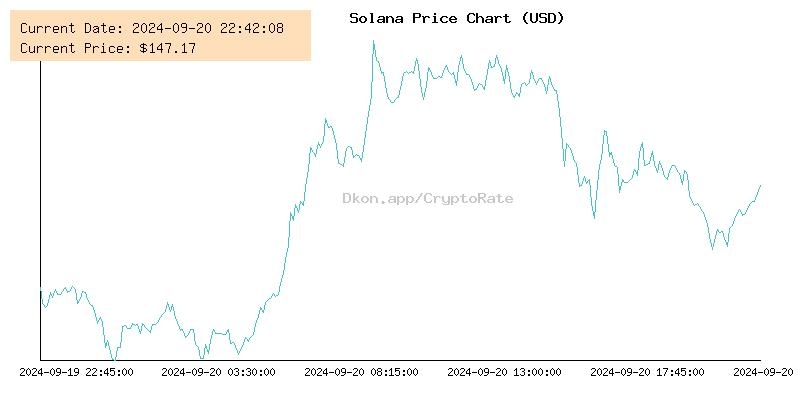 Solana Price Chart (USD)
Current Date: 2024-09-20 22:42:08
Current Price: $147.17
Dkon.app/CryptoRate
2024-09-19 22:45:00
2024-09-20 03:30:00
2024-09-20 08:15:00
2024-09-20 13:00:00
2024-09-20 17:45:00
2024-09-20